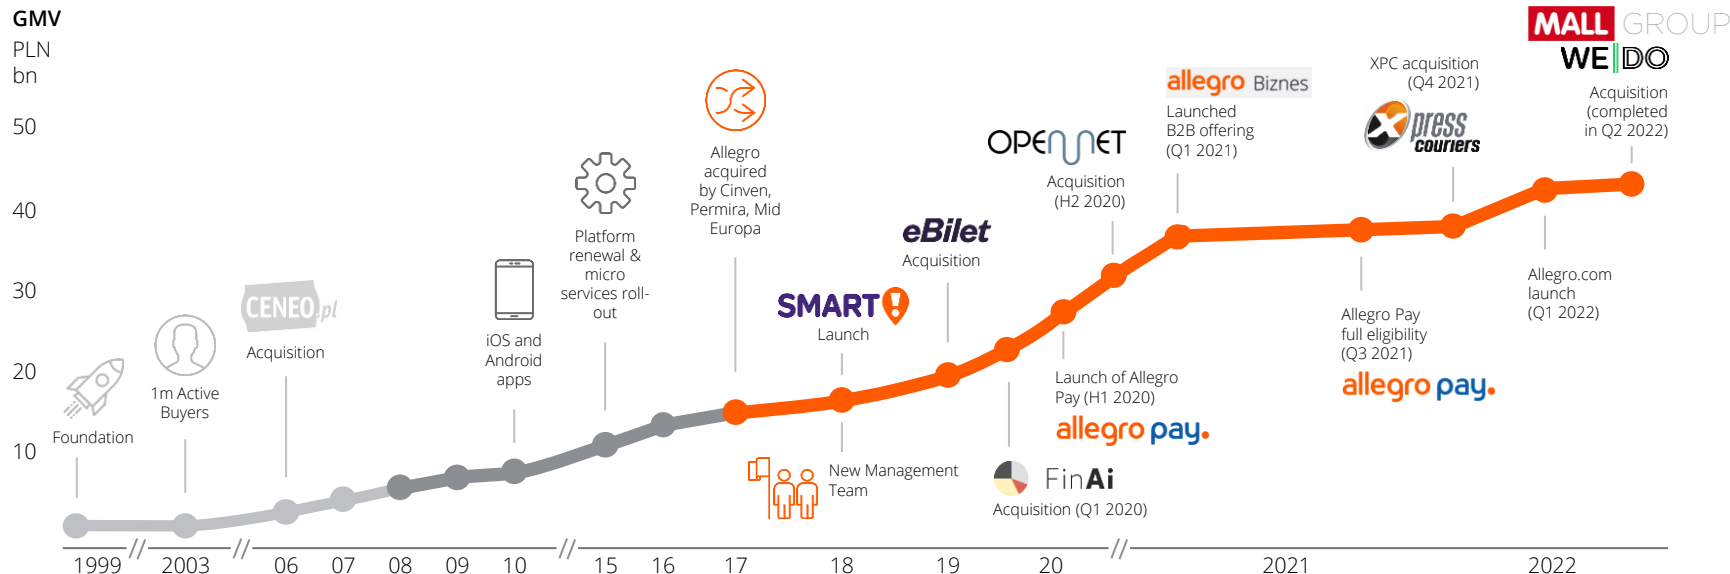 GMV
PLN
bn
50
40
30
20
10
Foundation
1m Active
Buyers
CENEO.pl
Acquisition
iOS and
Android
apps
Platform
renewal &
micro
services roll-
out
Allegro
acquired
by Cinven,
Permira, Mid
Europa
SMART!
Launch
New Management
Team
eBilet
Acquisition
FinAi
Acquisition (Q1 2020)
Launch of Allegro
Pay (H1 2020)
allegro pay.
OPENNET
Acquisition
(H2 2020)
allegro Biznes
Launched
B2B offering
(Q1 2021)
Allegro Pay
full eligibility
(Q3 2021)
allegro pay.
XPC acquisition
(Q4 2021)
Xpress
couriers
Allegro.com
launch
(Q1 2022)
MALL GROUP
WE|DO
Acquisition
(completed
in Q2 2022)
1999 // 2003 // 06 07 08 09 10 // 15 16 17 18 19 20 // 2021 2022